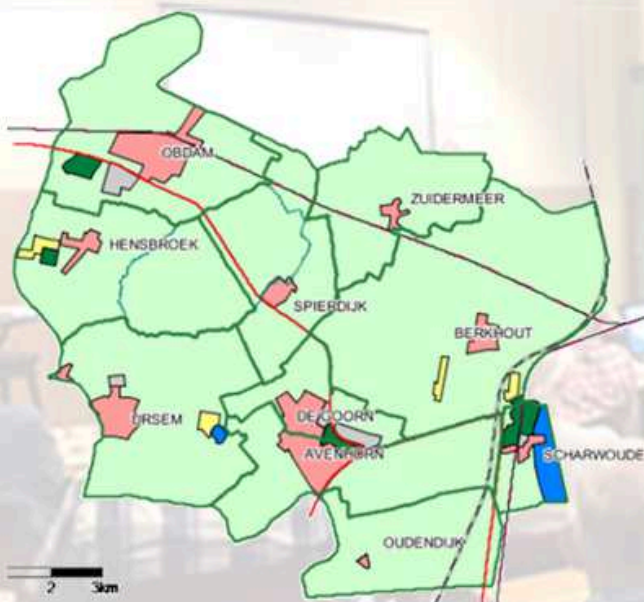 OBDAM
ZUIDERMEER
HENSBROEK
SPIERDIJK
BERKHOUT
URSEM
DE GOORN
AVENHORN
SCHARWOUDE
OUDENDIJK
2 3km